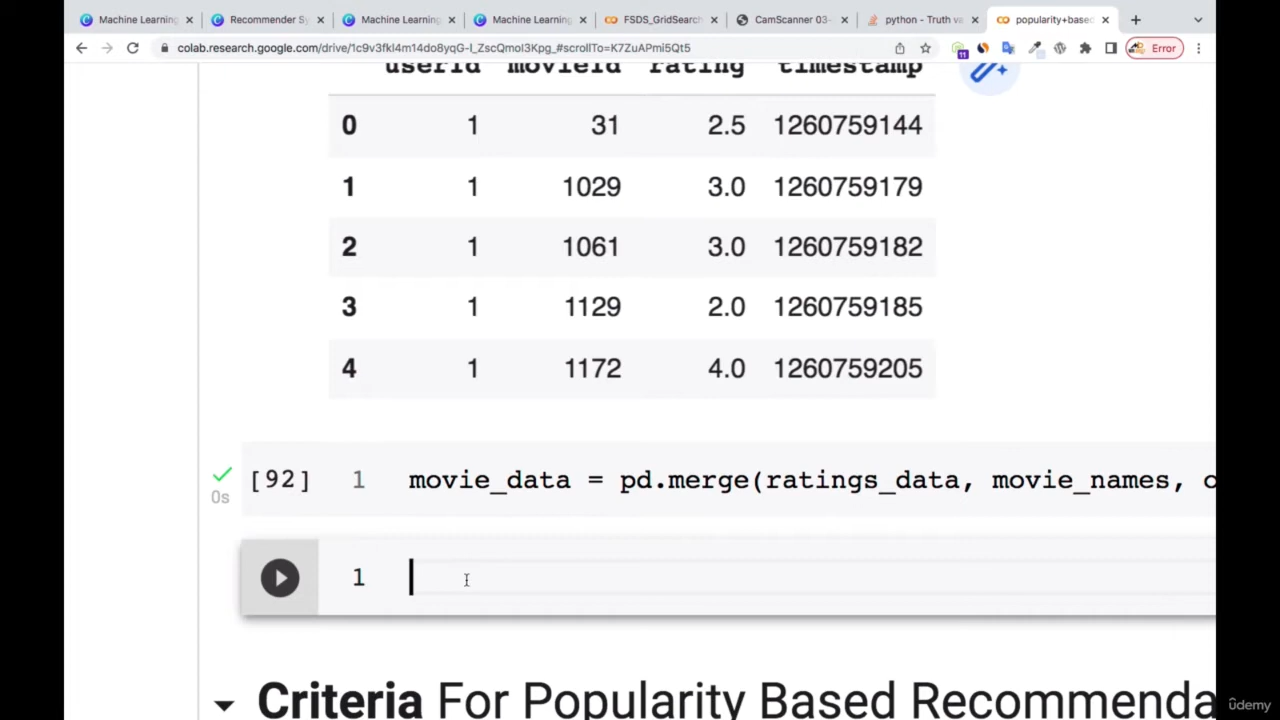 Machine Learning
Recommender Sy
Machine Learning
Machine Learning
FSDS_GridSearch
CamScanner 03-
python - Truth va
popularity+based
colab.research.google.com/drive/1c9v3fkl4m14do8yqG-l_ZscQmol3Kpg_#scrollTo=K7ZuAPmi5Qt5
11
Error
userId movieId rating timestamp
0 1 31 2.5 1260759144
1 1 1029 3.0 1260759179
2 1 1061 3.0 1260759182
3 1 1129 2.0 1260759185
4 1 1172 4.0 1260759205
[92] 1 movie_data = pd.merge(ratings_data, movie_names, o
0s
1
Criteria For Popularity Based Recommenda
ûdemy